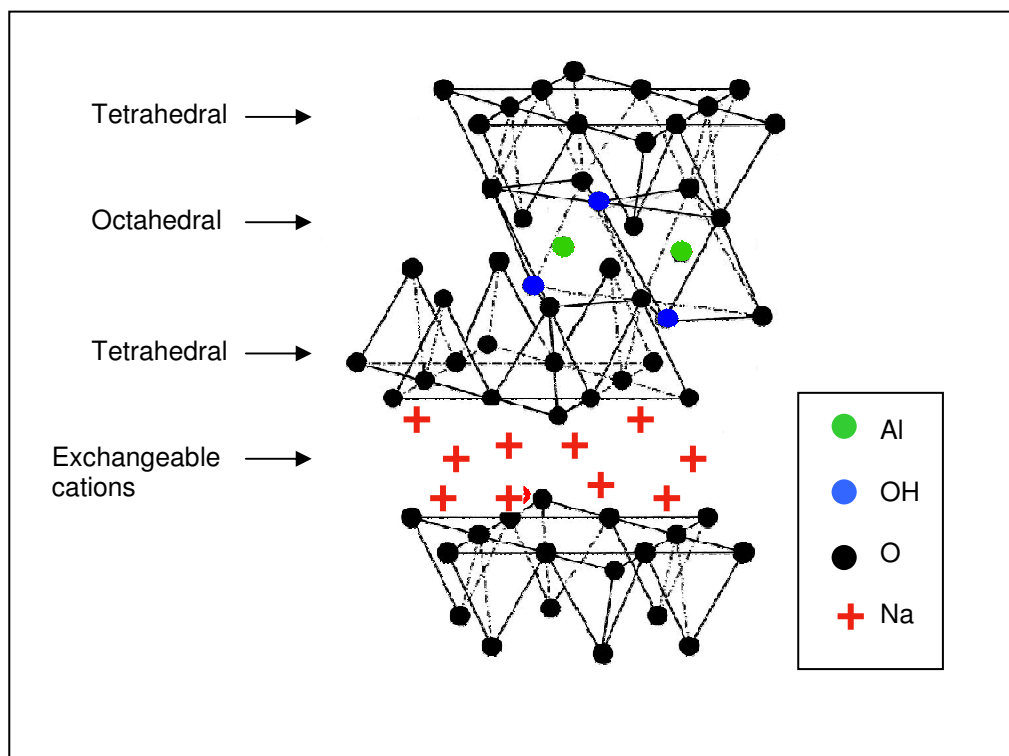 Tetrahedral
Octahedral
Tetrahedral
Exchangeable
cations
Al
OH
O
Na